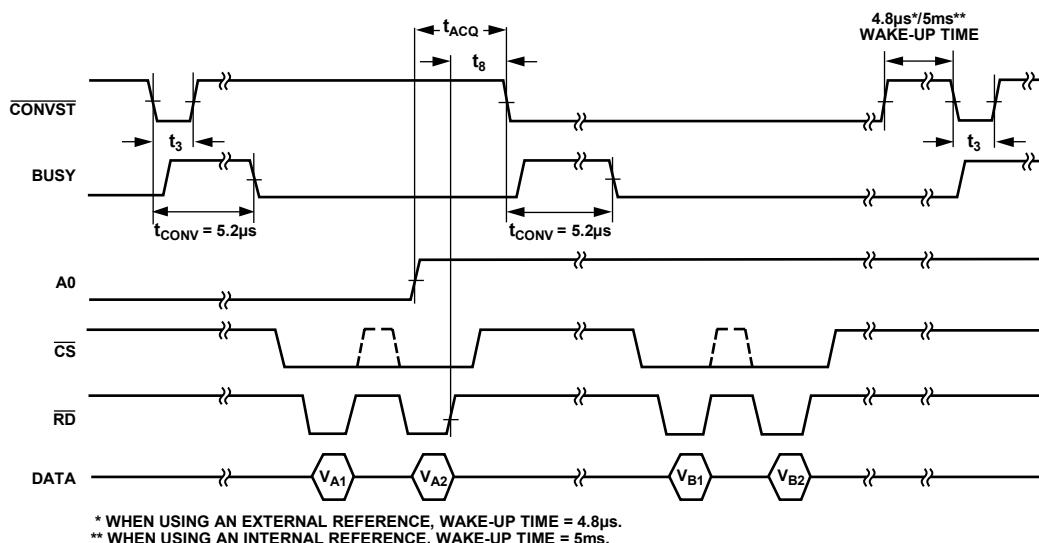 tACQ
4.8µs*/5ms**
WAKE-UP TIME
t8
CONVST
t3
t3
BUSY
tCONV = 5.2µs
tCONV = 5.2µs
A0
CS
RD
DATA
VA1
VA2
VB1
VB2
* WHEN USING AN EXTERNAL REFERENCE, WAKE-UP TIME = 4.8µs.
** WHEN USING AN INTERNAL REFERENCE, WAKE-UP TIME = 5ms.